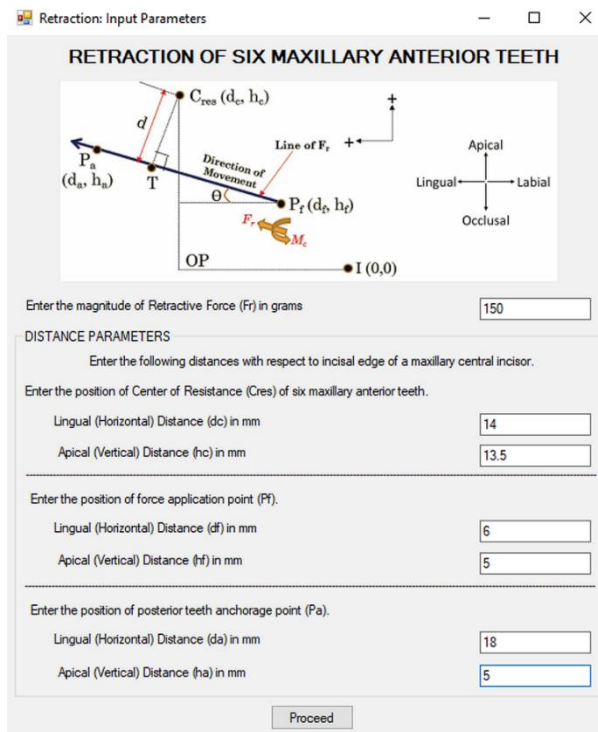 Retraction: Input Parameters
RETRACTION OF SIX MAXILLARY ANTERIOR TEETH
Cres (dc, hc)
d
Line of Fr
+
+
Apical
Pa
(da, ha)
T
Direction of
Movement
θ
Lingual
Labial
Pf (df, hf)
Occlusal
Fr
Mc
OP
I (0,0)
Enter the magnitude of Retractive Force (Fr) in grams
150
DISTANCE PARAMETERS
Enter the following distances with respect to incisal edge of a maxillary central incisor.
Enter the position of Center of Resistance (Cres) of six maxillary anterior teeth.
Lingual (Horizontal) Distance (dc) in mm
14
Apical (Vertical) Distance (hc) in mm
13.5
Enter the position of force application point (Pf).
Lingual (Horizontal) Distance (df) in mm
6
Apical (Vertical) Distance (hf) in mm
5
Enter the position of posterior teeth anchorage point (Pa).
Lingual (Horizontal) Distance (da) in mm
18
Apical (Vertical) Distance (ha) in mm
5
Proceed